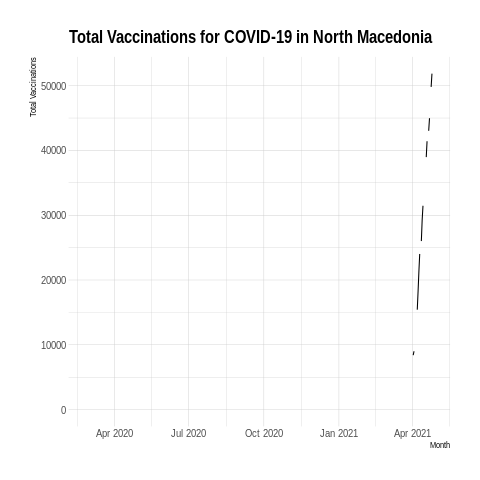 Total Vaccinations for COVID-19 in North Macedonia
Total Vaccinations
50000
40000
30000
20000
10000
0
Apr 2020 Jul 2020 Oct 2020 Jan 2021 Apr 2021
Month